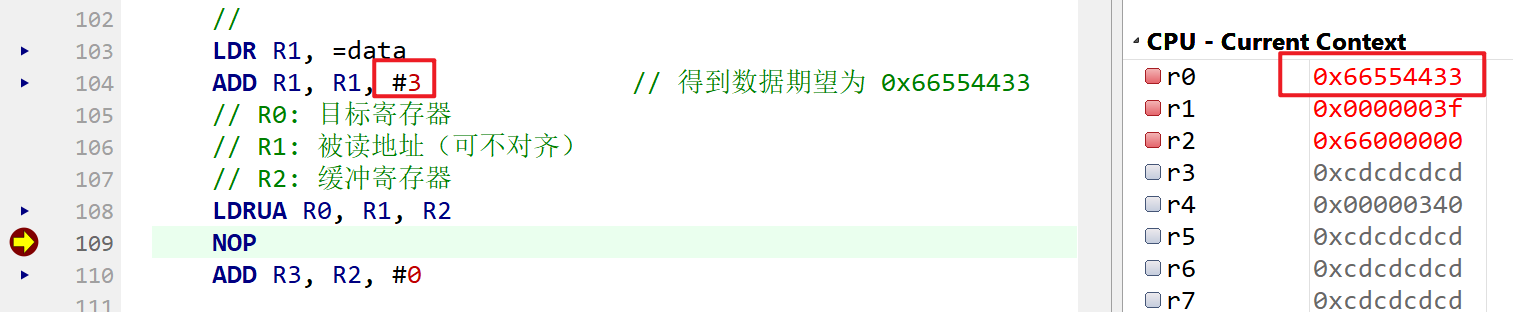 102 //
103 LDR R1, =data
104 ADD R1, R1, #3 // 得到数据期望为 0x66554433
105 // R0: 目标寄存器
106 // R1: 被读地址（可不对齐）
107 // R2: 缓冲寄存器
108 LDRUA R0, R1, R2
109 NOP
110 ADD R3, R2, #0
111
CPU - Current Context
r0 0x66554433
r1 0x0000003f
r2 0x66000000
r3 0xcdcdcdcd
r4 0x00000340
r5 0xcdcdcdcd
r6 0xcdcdcdcd
r7 0xcdcdcdcd